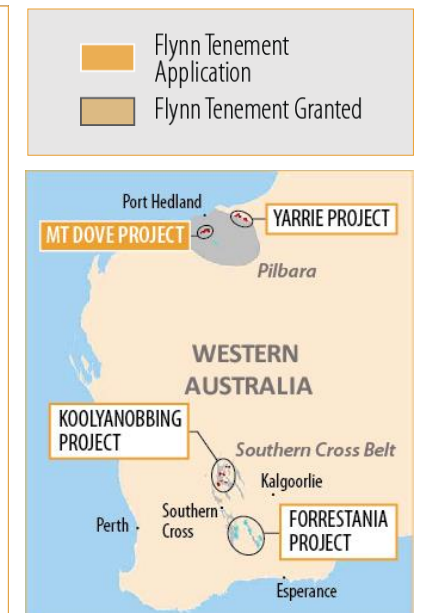 Flynn Tenement
Application
Flynn Tenement Granted
Port Hedland
YARRIE PROJECT
MT DOVE PROJECT
Pilbara
WESTERN
AUSTRALIA
KOOLYANOBBING
PROJECT
Southern Cross Belt
Kalgoorlie
Southern
Cross
Perth
FORRESTANIA
PROJECT
Esperance